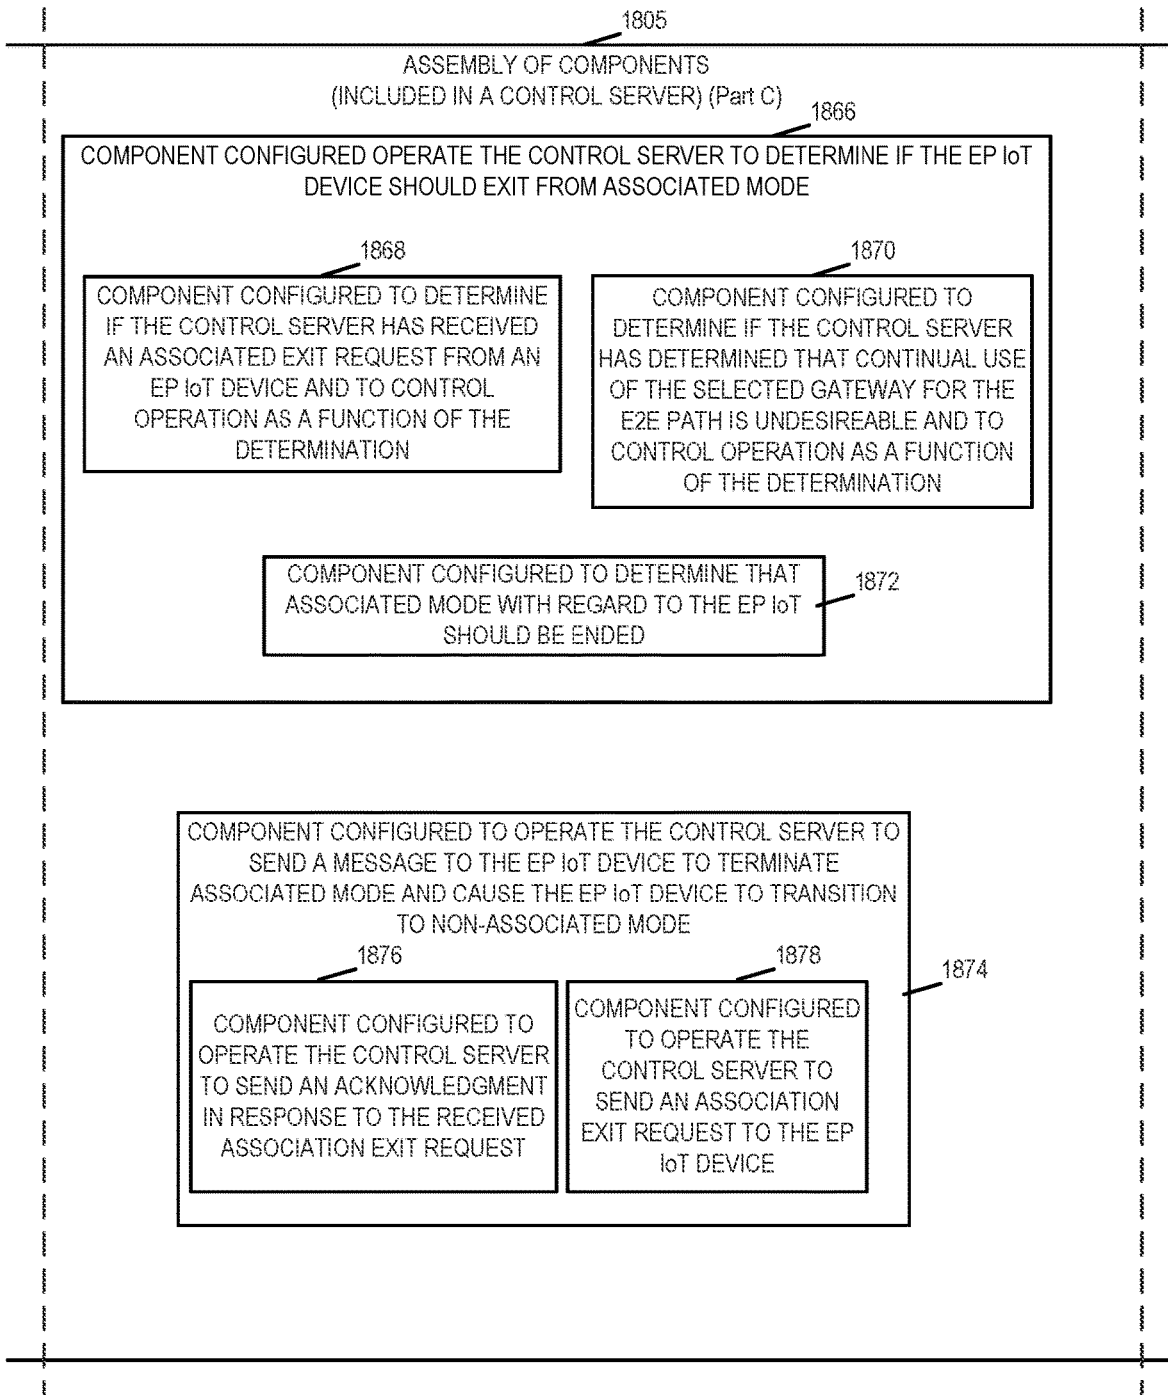 1805
ASSEMBLY OF COMPONENTS
(INCLUDED IN A CONTROL SERVER) (Part C)
1866
COMPONENT CONFIGURED OPERATE THE CONTROL SERVER TO DETERMINE IF THE EP IoT
DEVICE SHOULD EXIT FROM ASSOCIATED MODE
1868
COMPONENT CONFIGURED TO DETERMINE
IF THE CONTROL SERVER HAS RECEIVED
AN ASSOCIATED EXIT REQUEST FROM AN
EP IoT DEVICE AND TO CONTROL
OPERATION AS A FUNCTION OF THE
DETERMINATION
1870
COMPONENT CONFIGURED TO
DETERMINE IF THE CONTROL SERVER
HAS DETERMINED THAT CONTINUAL USE
OF THE SELECTED GATEWAY FOR THE
E2E PATH IS UNDESIREABLE AND TO
CONTROL OPERATION AS A FUNCTION
OF THE DETERMINATION
COMPONENT CONFIGURED TO DETERMINE THAT
ASSOCIATED MODE WITH REGARD TO THE EP IoT
SHOULD BE ENDED
1872
COMPONENT CONFIGURED TO OPERATE THE CONTROL SERVER TO
SEND A MESSAGE TO THE EP IoT DEVICE TO TERMINATE
ASSOCIATED MODE AND CAUSE THE EP IoT DEVICE TO TRANSITION
TO NON-ASSOCIATED MODE
1876
COMPONENT CONFIGURED TO
OPERATE THE CONTROL SERVER
TO SEND AN ACKNOWLEDGMENT
IN RESPONSE TO THE RECEIVED
ASSOCIATION EXIT REQUEST
1878
COMPONENT CONFIGURED
TO OPERATE THE
CONTROL SERVER TO
SEND AN ASSOCIATION
EXIT REQUEST TO THE EP
IoT DEVICE
1874